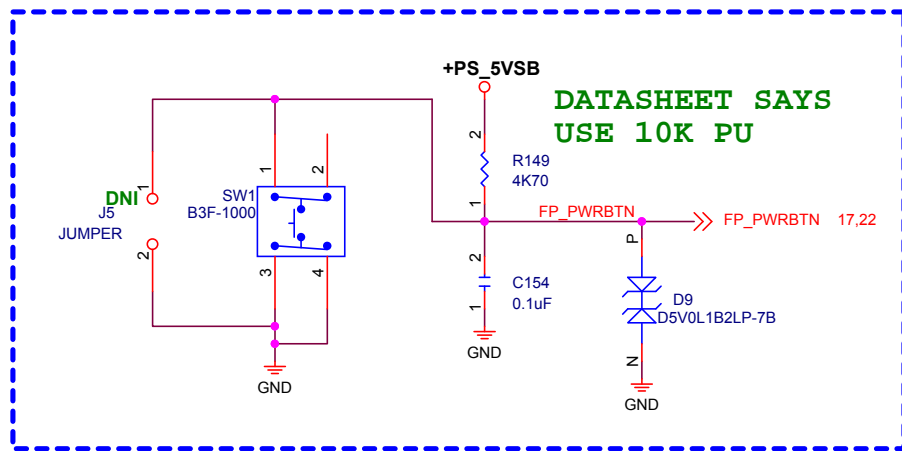 +PS_5VSB
DATASHEET SAYS
USE 10K PU
2
R149
4K70
1
1
2
SW1
B3F-1000
3
4
DNI
1
J5
JUMPER
2
GND
FP_PWRBTN
FP_PWRBTN 17,22
2
C154
0.1uF
1
GND
P
D9
D5V0L1B2LP-7B
N
GND